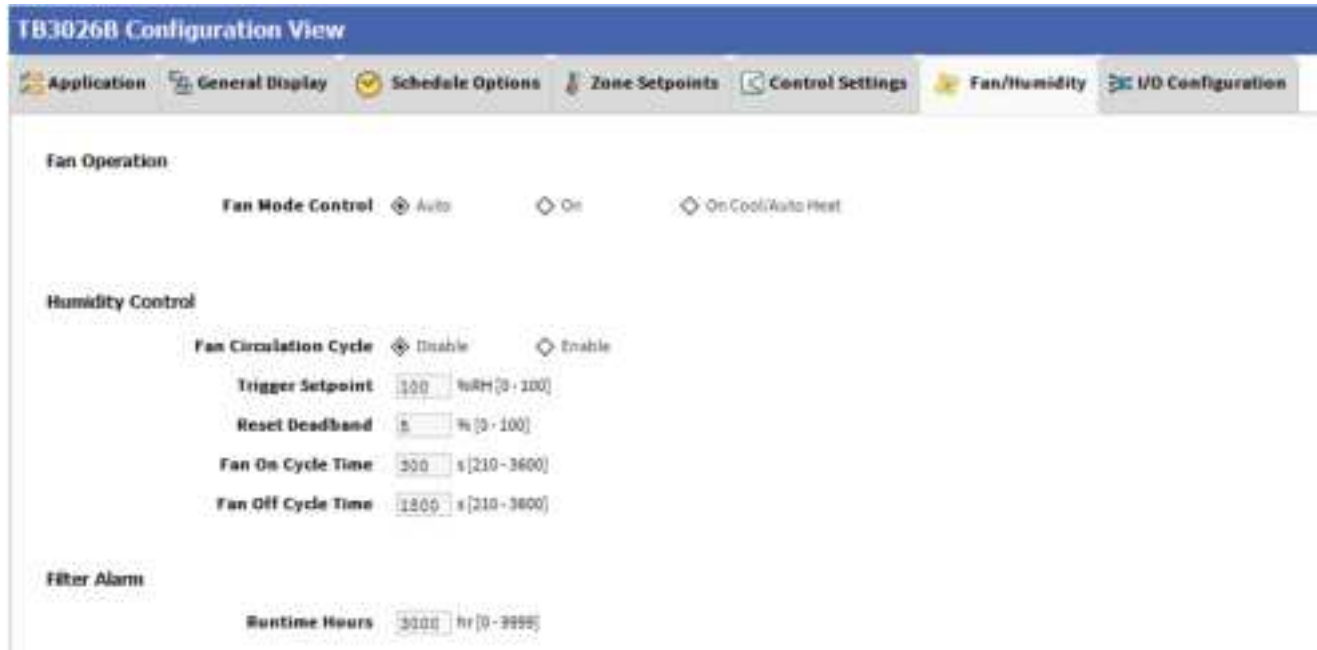 TB3026B Configuration View
Application General Display Schedule Options Zone Setpoints Control Settings Fan/Humidity I/O Configuration
Fan Operation
Fan Mode Control Auto On On Cool/Auto Heat
Humidity Control
Fan Circulation Cycle Disable Enable
Trigger Setpoint 100 %RH [0 - 100]
Reset Deadband 5 % [0 - 100]
Fan On Cycle Time 300 s [210 - 3600]
Fan Off Cycle Time 1800 s [210 - 3600]
Filter Alarm
Runtime Hours 3000 hr [0 - 9999]